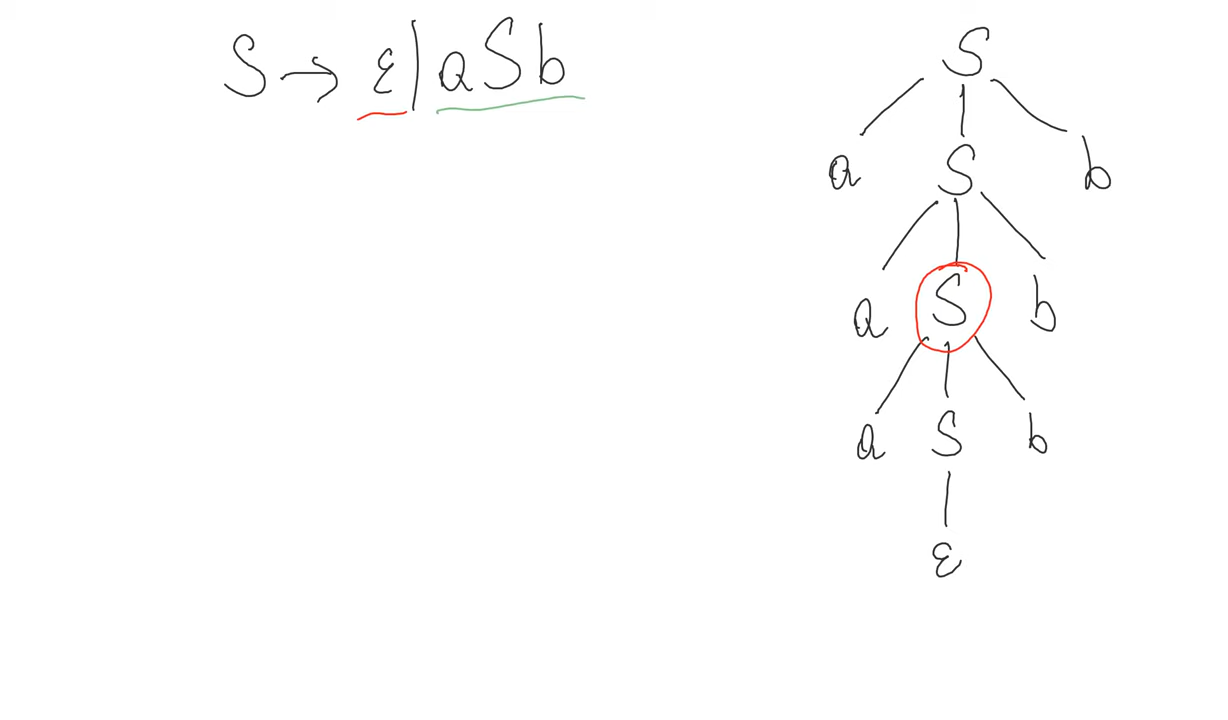 S → ε | aSb
S
a S b
a S b
a S b
ε